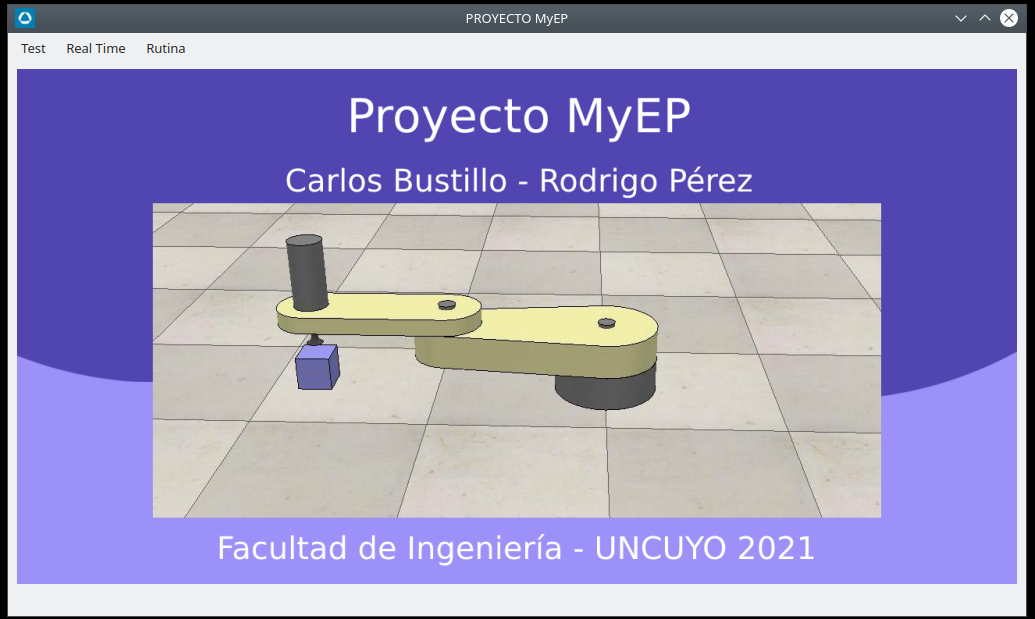 PROYECTO MyEP
Test Real Time Rutina
Proyecto MyEP
Carlos Bustillo - Rodrigo Pérez
Facultad de Ingeniería - UNCUYO 2021